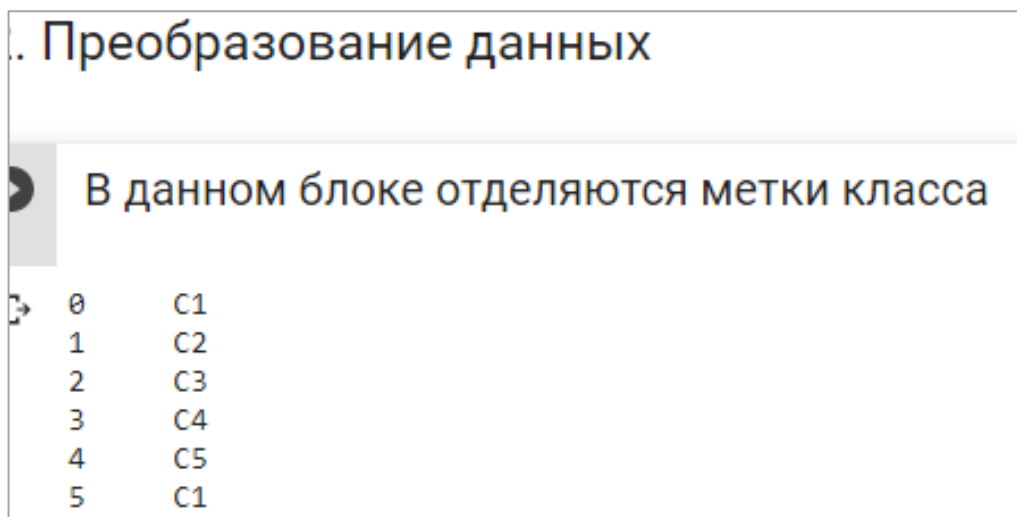 . Преобразование данных
В данном блоке отделяются метки класса
0 C1
1 C2
2 C3
3 C4
4 C5
5 C1